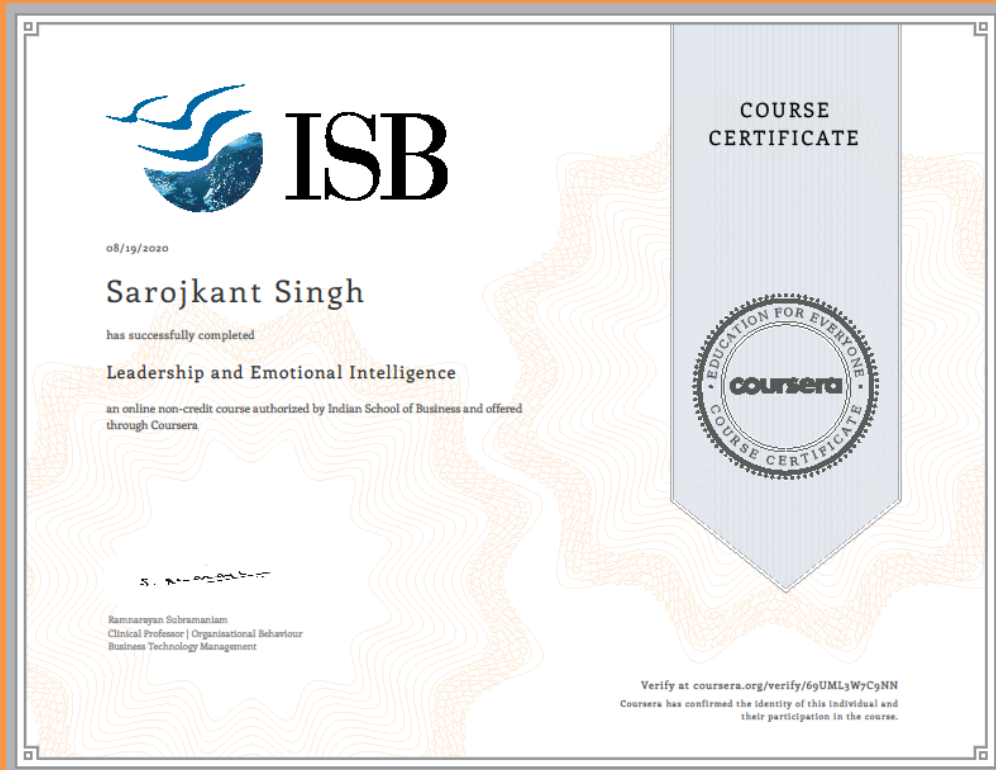 ISB
COURSE
CERTIFICATE
08/19/2020
Sarojkant Singh
has successfully completed
Leadership and Emotional Intelligence
an online non-credit course authorized by Indian School of Business and offered
through Coursera
EDUCATION FOR EVERYONE
coursera
COURSE CERTIFICATE
Ramnarayan Subramaniam
Clinical Professor | Organisational Behaviour
Business Technology Management
Verify at coursera.org/verify/69UML3W7C9NN
Coursera has confirmed the identity of this individual and
their participation in the course.